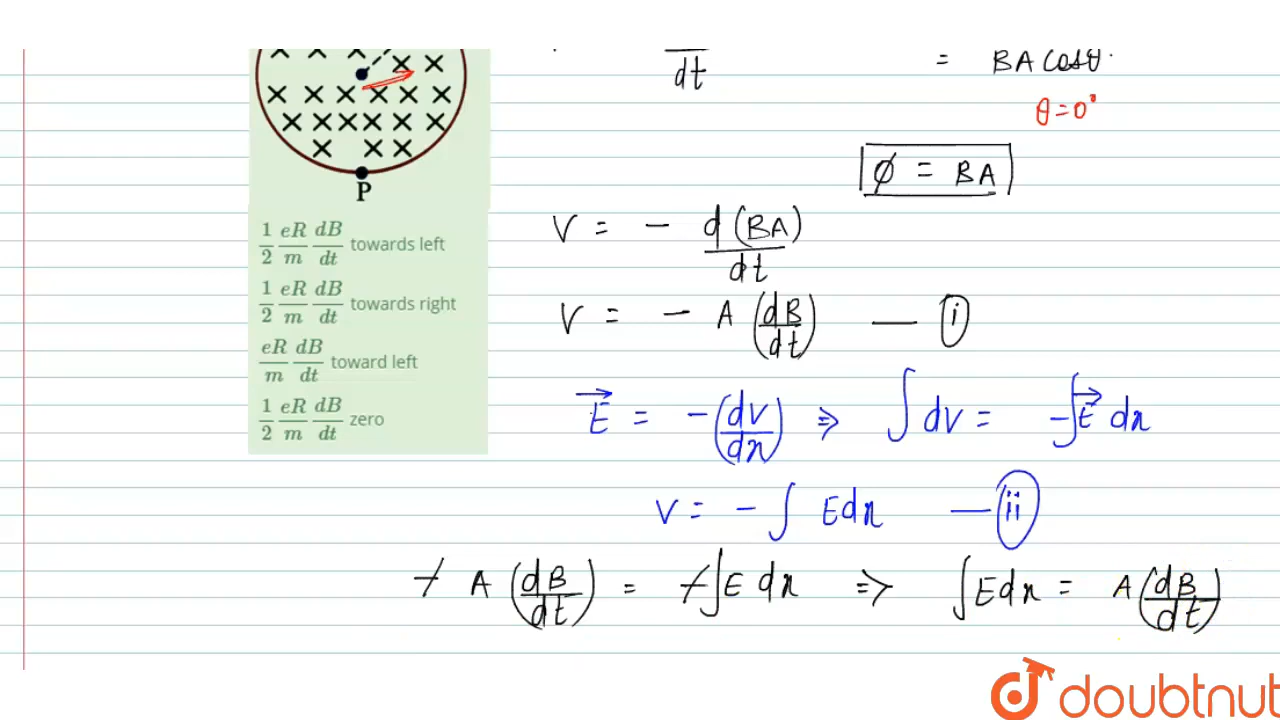 dt
= BA cosθ.
θ = 0°
ϕ = BA
P
V = - d(BA)/dt
1/2 eR/m dB/dt towards left
1/2 eR/m dB/dt towards right
V = - A (dB/dt) — (i)
eR/m dB/dt toward left
1/2 eR/m dB/dt zero
E⃗ = -(dv/dx) ⇒ ∫dv = -∫E⃗ dx
V = - ∫ E dx — (ii)
- A (dB/dt) = -∫E dx ⇒ ∫E dx = A (dB/dt)
doubtnut